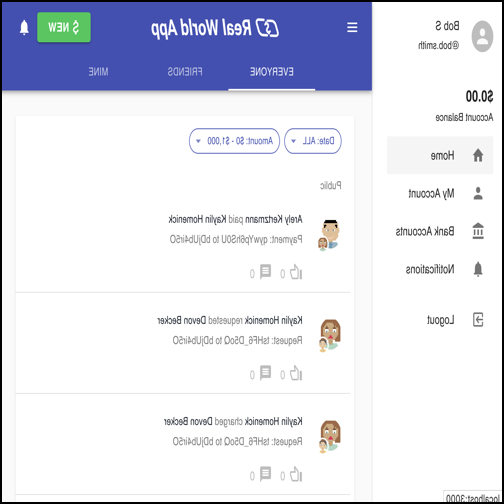 Bob S
@bob.smith
$0.00
Account Balance
Home
My Account
Bank Accounts
Notifications
Logout
Real World App
$ NEW
EVERYONE
FRIENDS
MINE
Date: ALL
Amount: $0 - $1,000
Public
Arely Kertzmann paid Kaylin Homenick
Payment: qywYp6hS0U to bDjUb4ir5O
0 0
Kaylin Homenick requested Devon Becker
Request: tsHF6_D5oQ to bDjUb4ir5O
0 0
Kaylin Homenick charged Devon Becker
Request: tsHF6_D5oQ to bDjUb4ir5O
0 0
localhost:3000